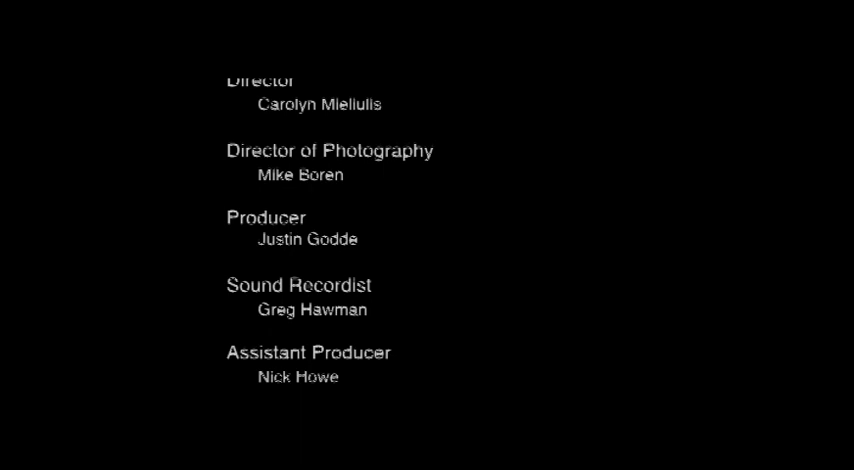 Director
Carolyn Mieliulis
Director of Photography
Mike Boren
Producer
Justin Godde
Sound Recordist
Greg Hawman
Assistant Producer
Nick Howe